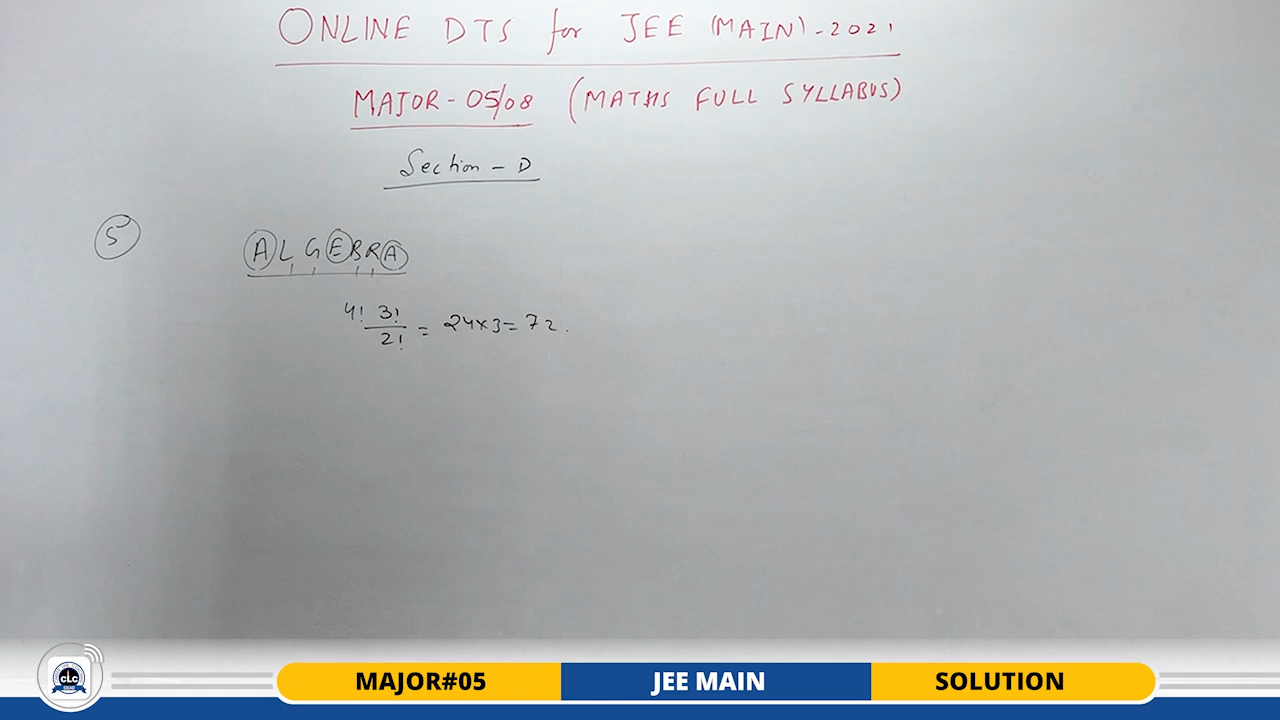 ONLINE DTS for JEE (MAIN) - 2021
MAJOR - 05/08 (MATHS FULL SYLLABUS)
Section - D
5
ALGEBRA
4! 3!/2! = 24×3 = 72.
CLC
MAJOR#05 JEE MAIN SOLUTION